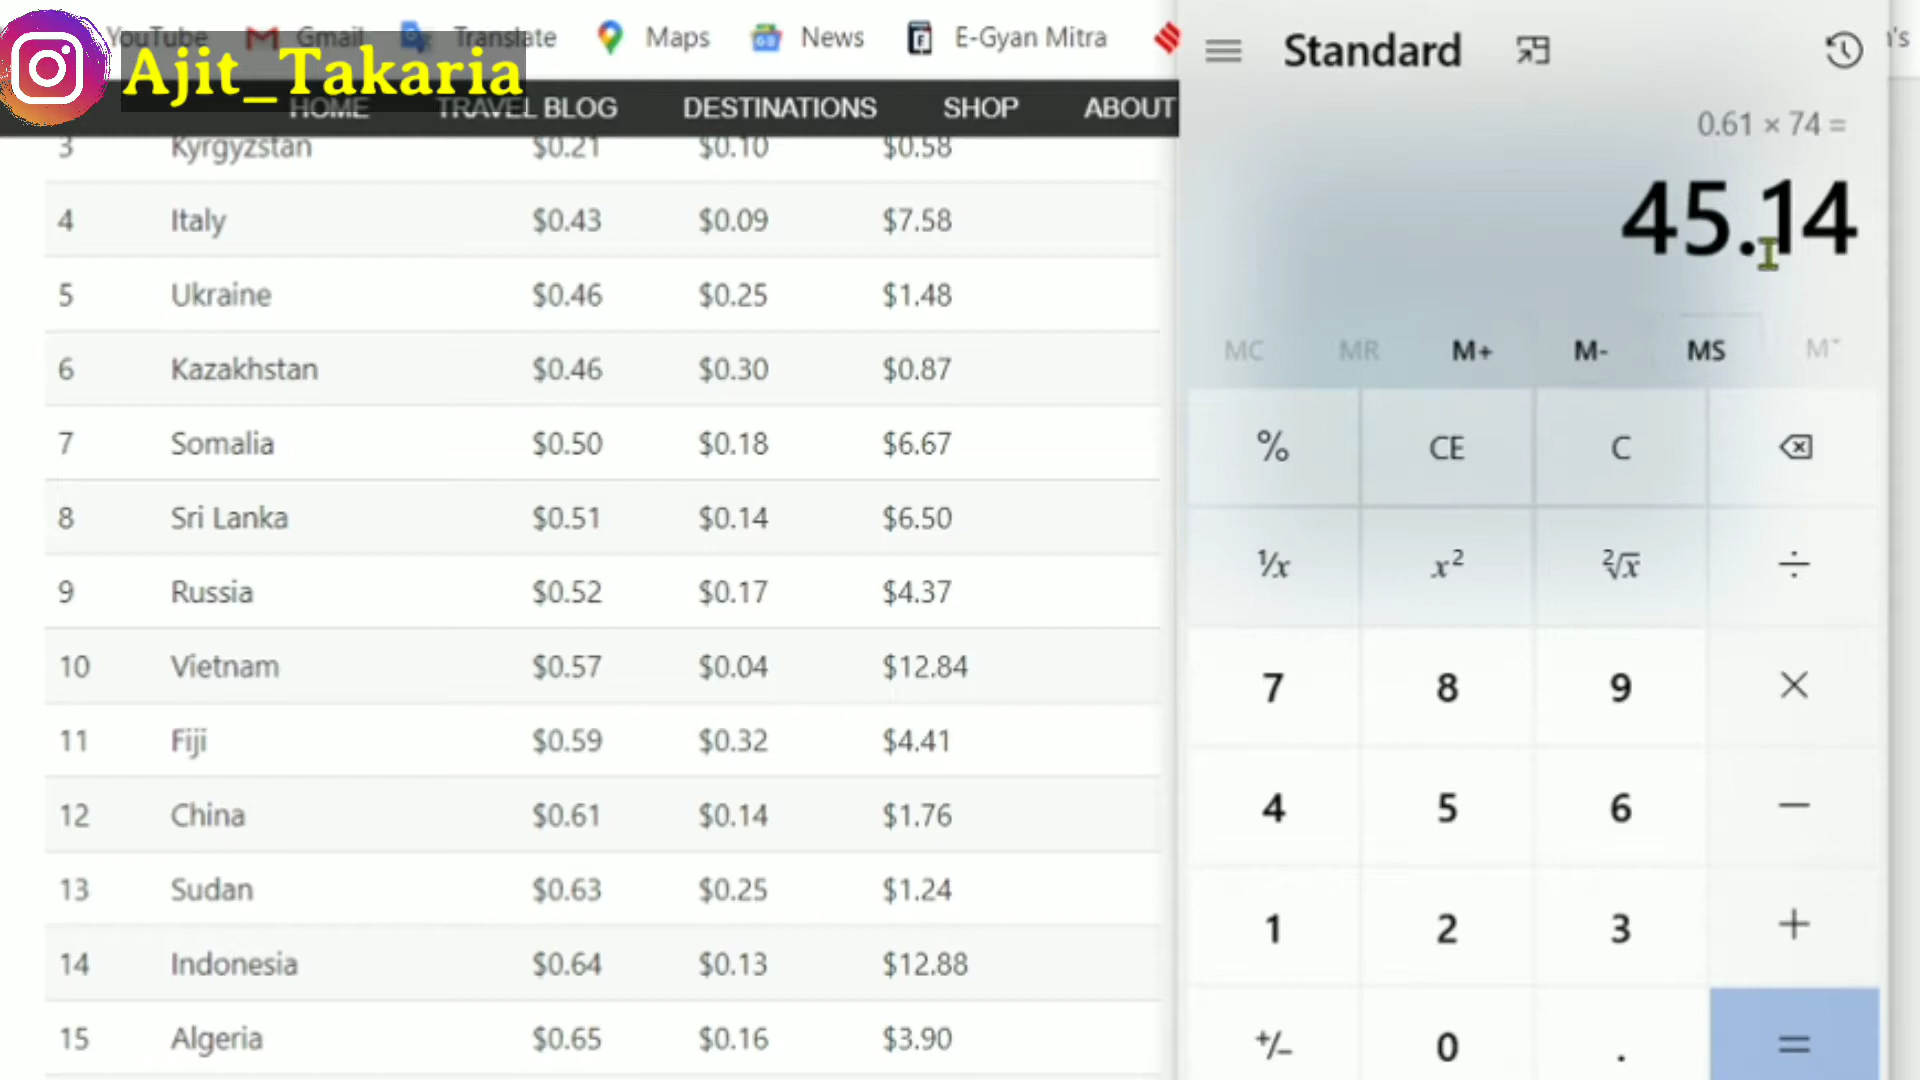 YouTube Gmail Translate Maps News E-Gyan Mitra
Ajit_Takaria
HOME TRAVEL BLOG DESTINATIONS SHOP ABOUT
3 Kyrgyzstan $0.21 $0.10 $0.58
4 Italy $0.43 $0.09 $7.58
5 Ukraine $0.46 $0.25 $1.48
6 Kazakhstan $0.46 $0.30 $0.87
7 Somalia $0.50 $0.18 $6.67
8 Sri Lanka $0.51 $0.14 $6.50
9 Russia $0.52 $0.17 $4.37
10 Vietnam $0.57 $0.04 $12.84
11 Fiji $0.59 $0.32 $4.41
12 China $0.61 $0.14 $1.76
13 Sudan $0.63 $0.25 $1.24
14 Indonesia $0.64 $0.13 $12.88
15 Algeria $0.65 $0.16 $3.90
Standard
0.61 × 74 =
45.14
MC MR M+ M- MS M˅
% CE C
¹/x x² ²√x ÷
7 8 9 ×
4 5 6 −
1 2 3 +
+/− 0 . =